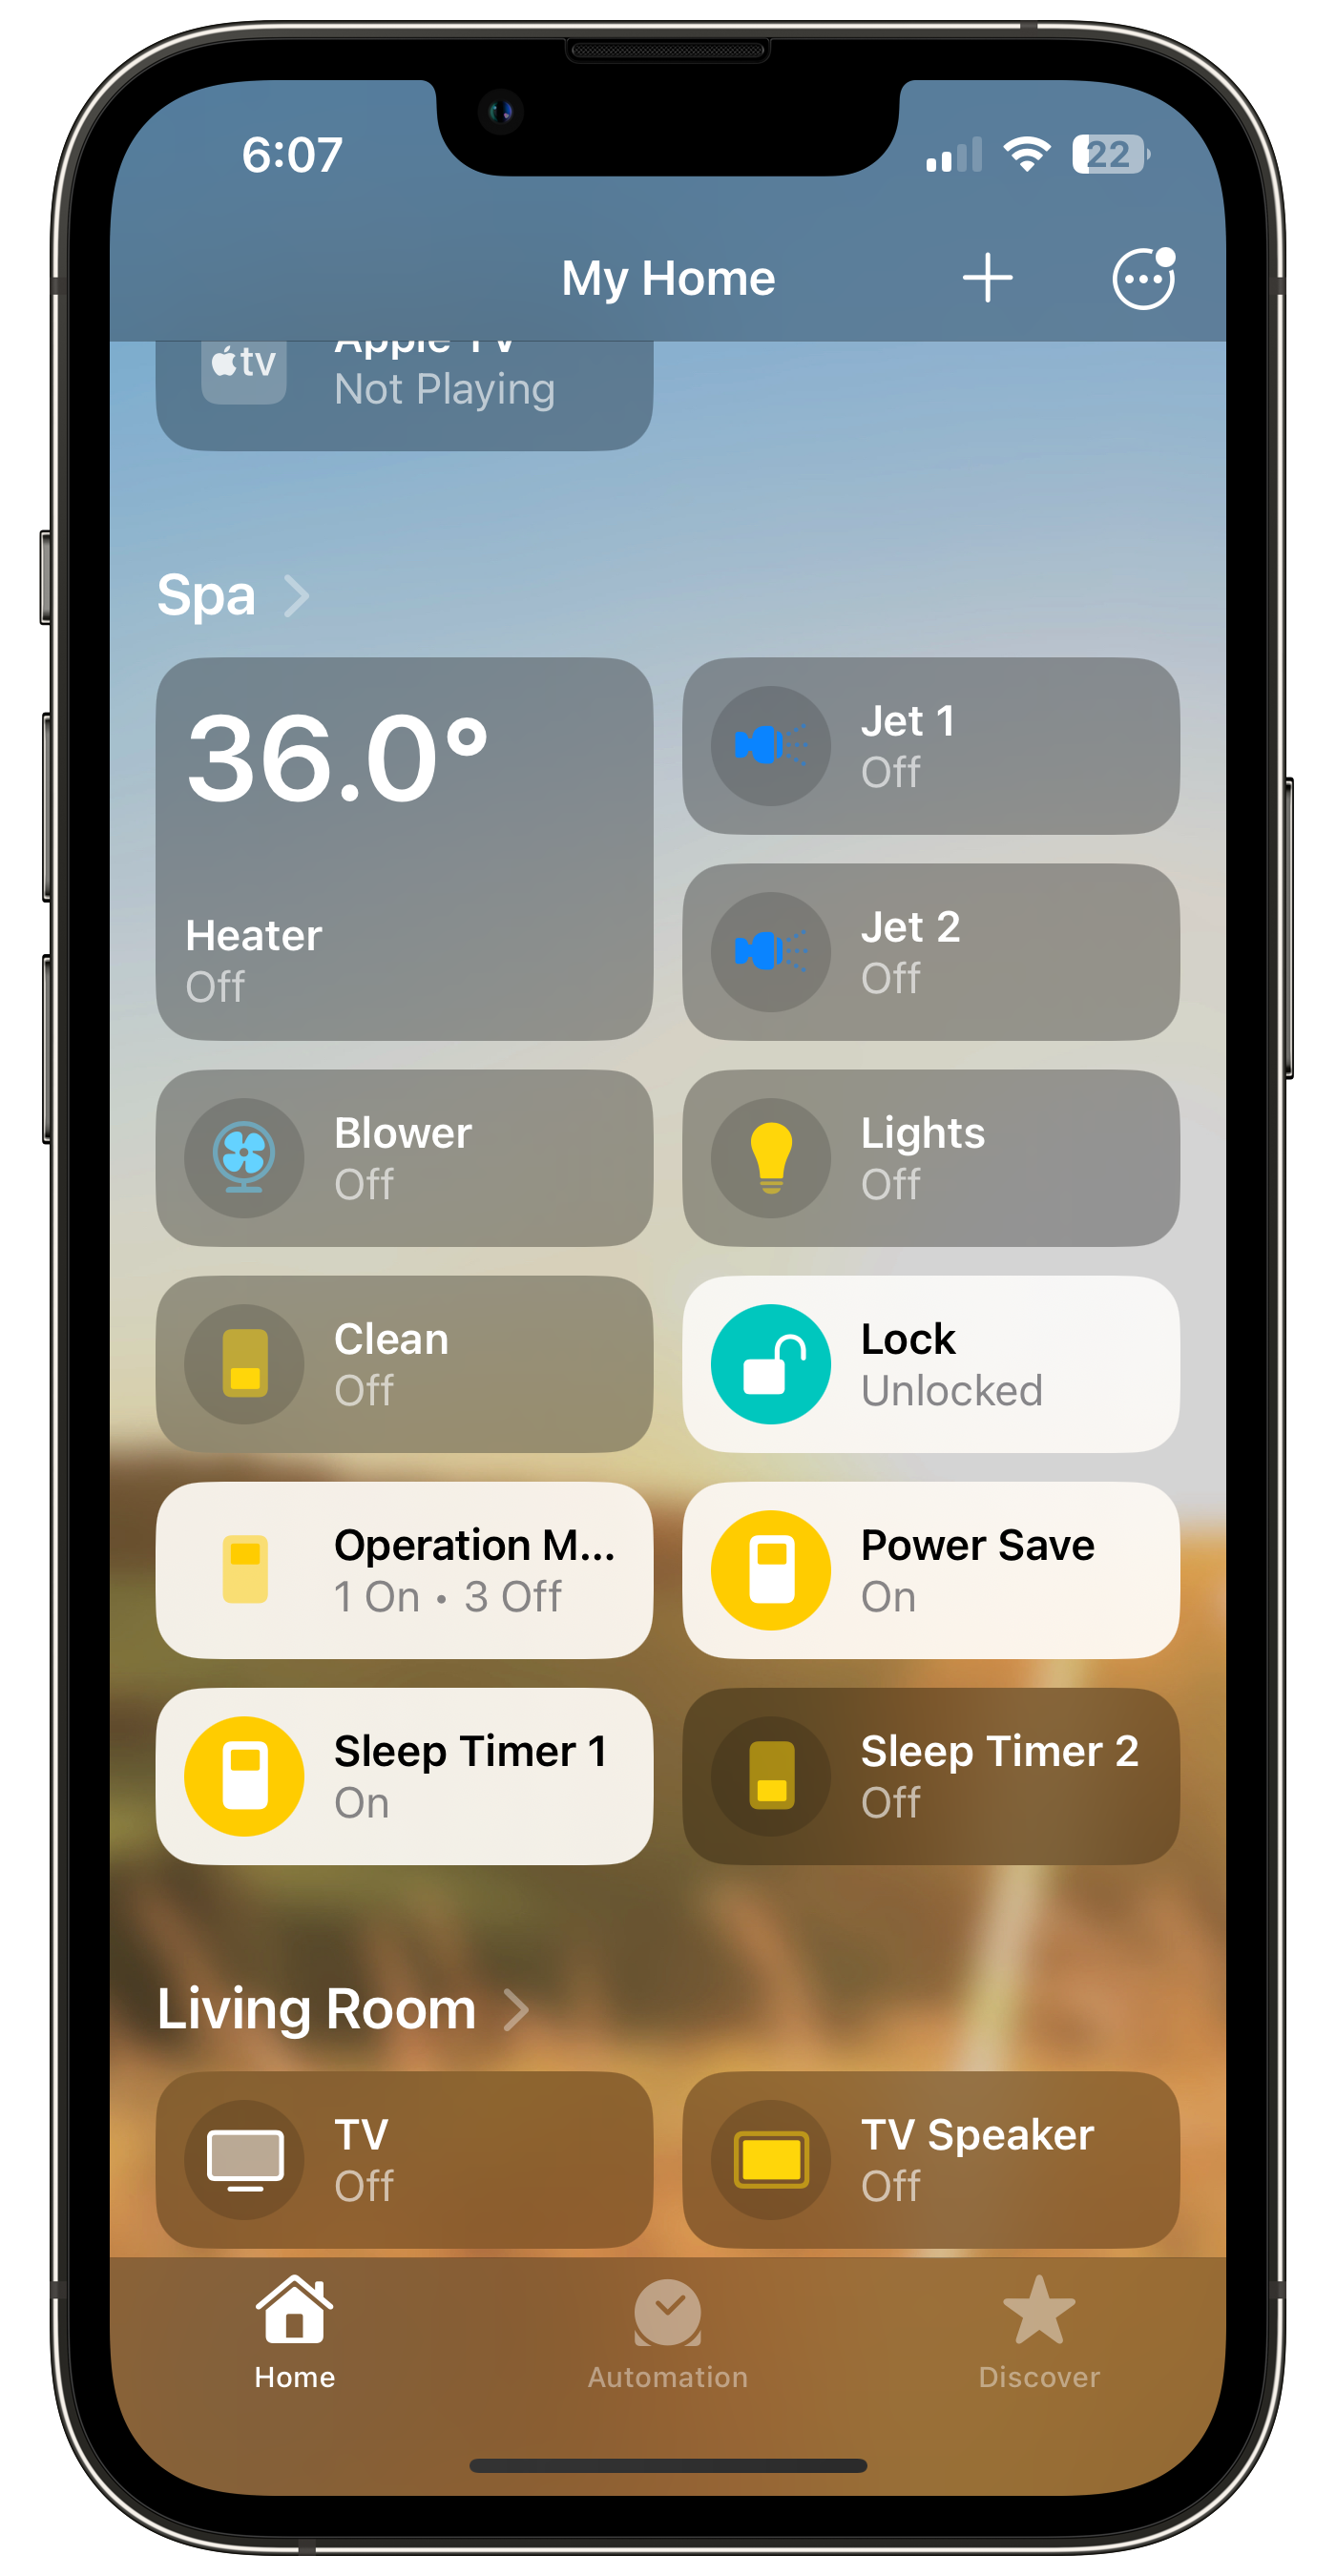 6:07
22
My Home
tv
Apple TV
Not Playing
Spa
36.0°
Heater
Off
Jet 1
Off
Jet 2
Off
Blower
Off
Lights
Off
Clean
Off
Lock
Unlocked
Operation M...
1 On • 3 Off
Power Save
On
Sleep Timer 1
On
Sleep Timer 2
Off
Living Room
TV
Off
TV Speaker
Off
Home
Automation
Discover